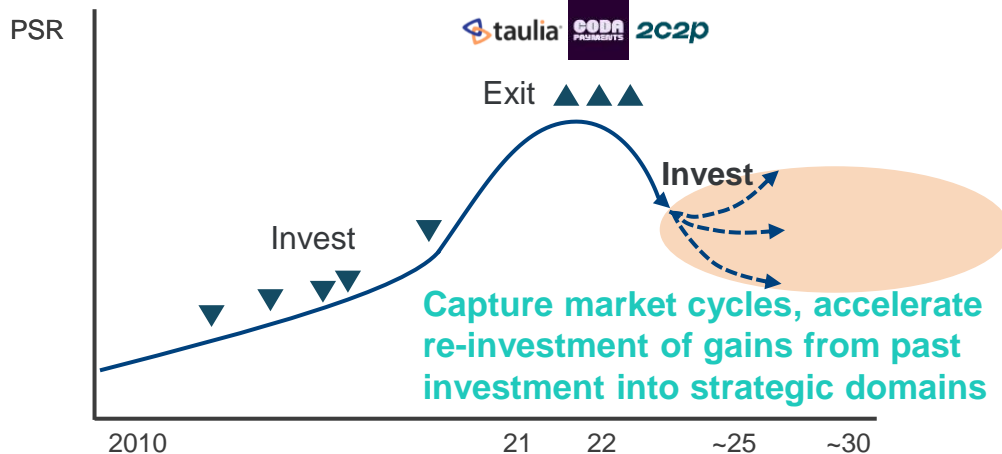 PSR
taulia CODA PAYMENTS 2c2p
Exit
Invest
Invest
Capture market cycles, accelerate
re-investment of gains from past
investment into strategic domains
2010 21 22 ~25 ~30